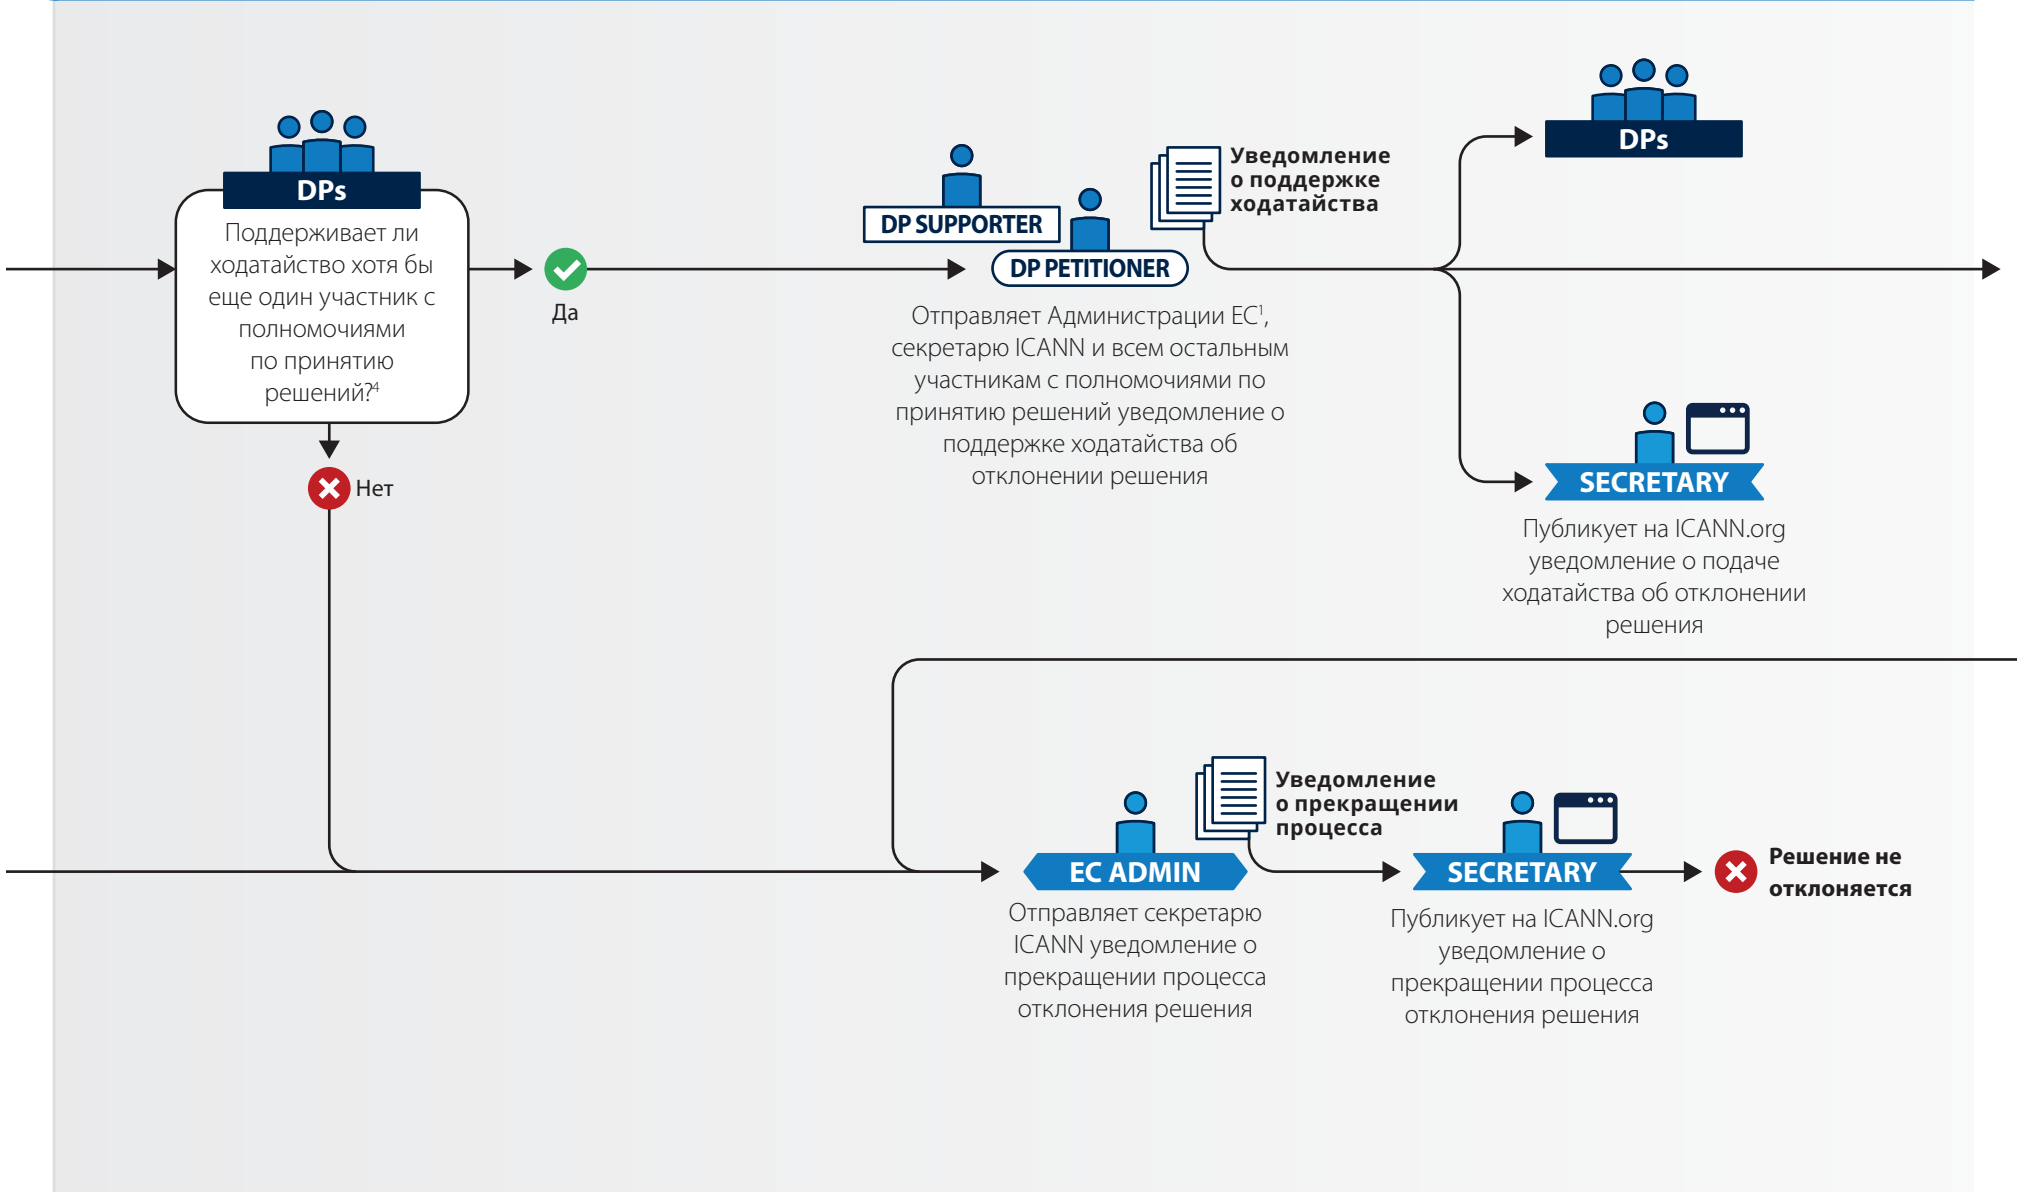 DPs
Поддерживает ли
ходатайство хотя бы
еще один участник с
полномочиями
по принятию
решений?⁴
Да
Нет
DP SUPPORTER
DP PETITIONER
Отправляет Администрации EC¹,
секретарю ICANN и всем остальным
участникам с полномочиями по
принятию решений уведомление о
поддержке ходатайства об
отклонении решения
Уведомление
о поддержке
ходатайства
DPs
SECRETARY
Публикует на ICANN.org
уведомление о подаче
ходатайства об отклонении
решения
EC ADMIN
Отправляет секретарю
ICANN уведомление о
прекращении процесса
отклонения решения
Уведомление
о прекращении
процесса
SECRETARY
Публикует на ICANN.org
уведомление о
прекращении процесса
отклонения решения
Решение не
отклоняется